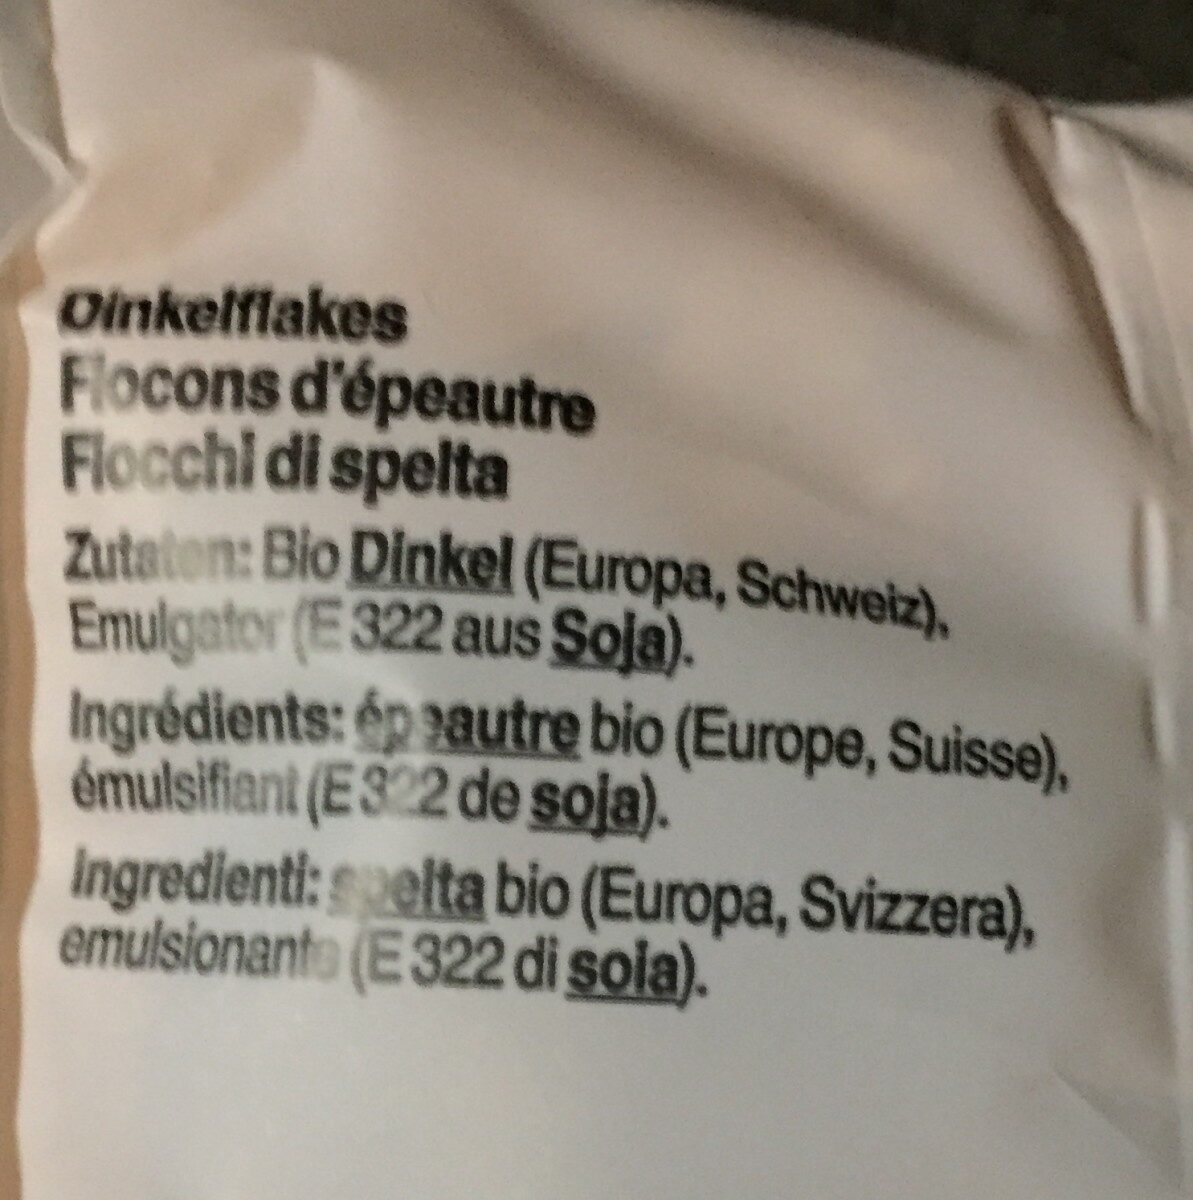 Dinkelflakes
Flocons d'épeautre
Fiocchi di spelta
Zutaten: Bio Dinkel (Europa, Schweiz),
Emulgator (E 322 aus Soja).
Ingrédients: épeautre bio (Europe, Suisse),
émulsifiant (E 322 de soja).
Ingredienti: spelta bio (Europa, Svizzera),
emulsionante (E 322 di soia).